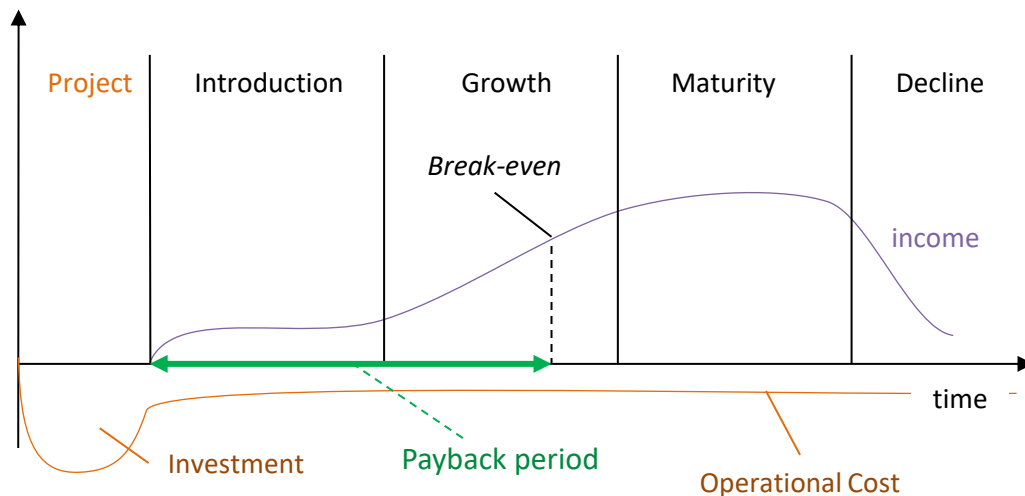 Project
Introduction
Growth
Maturity
Decline
Break-even
income
time
Investment
Payback period
Operational Cost